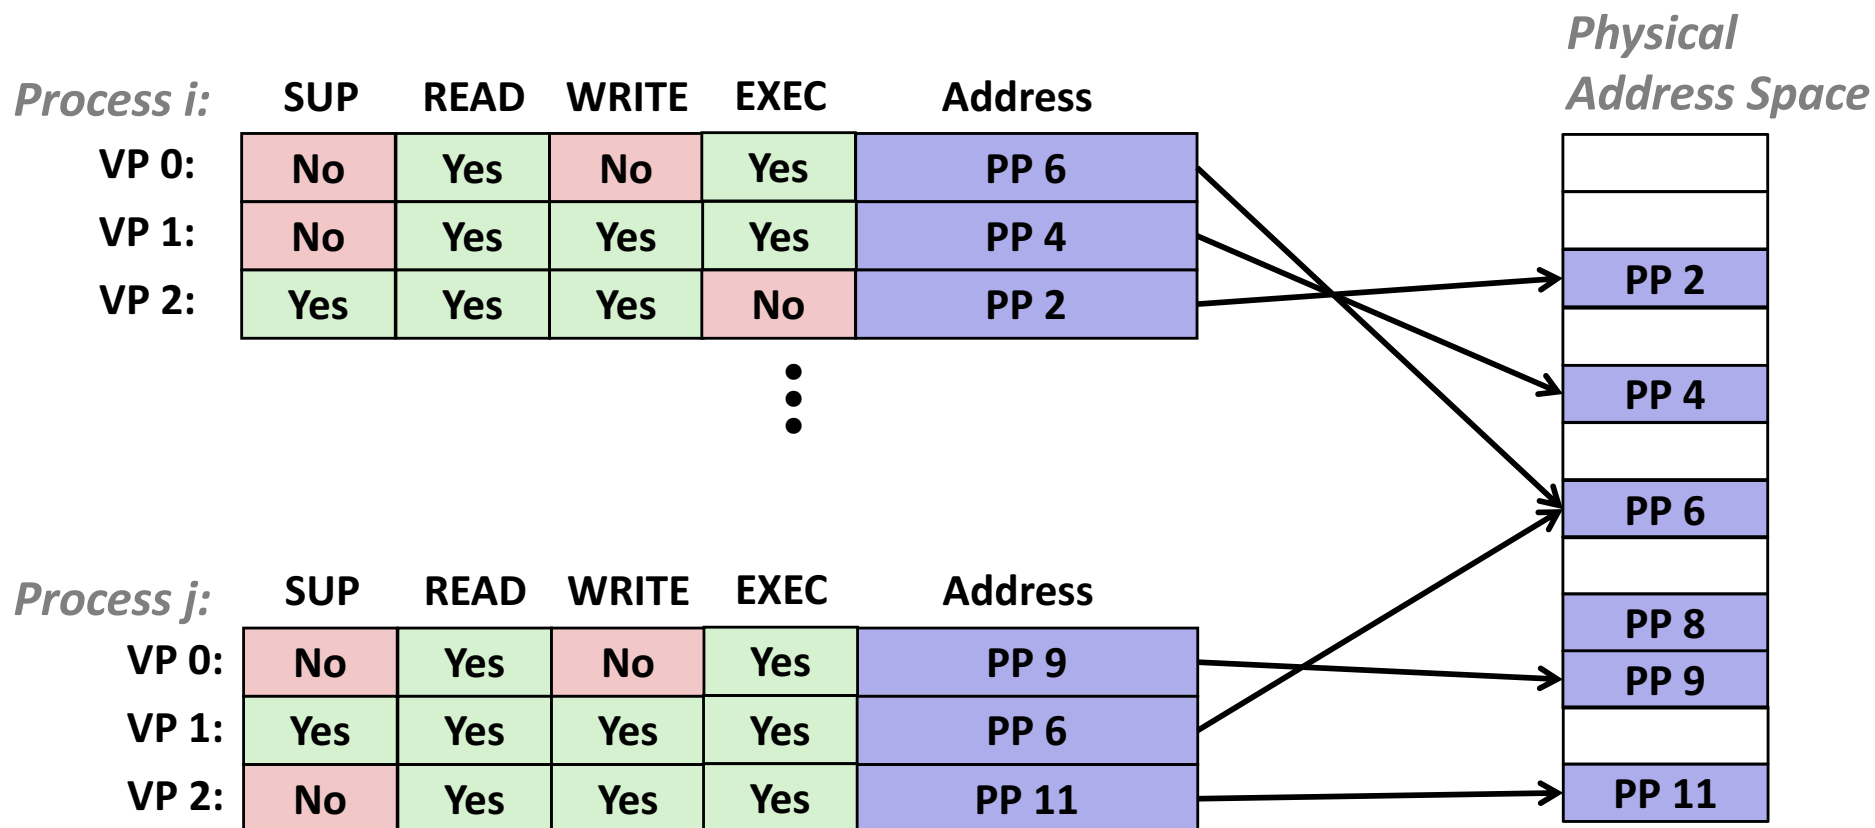 Physical
Address Space
Process i: SUP READ WRITE EXEC Address
VP 0: No Yes No Yes PP 6
VP 1: No Yes Yes Yes PP 4
VP 2: Yes Yes Yes No PP 2
PP 2
PP 4
PP 6
Process j: SUP READ WRITE EXEC Address
VP 0: No Yes No Yes PP 9
VP 1: Yes Yes Yes Yes PP 6
VP 2: No Yes Yes Yes PP 11
PP 8
PP 9
PP 11